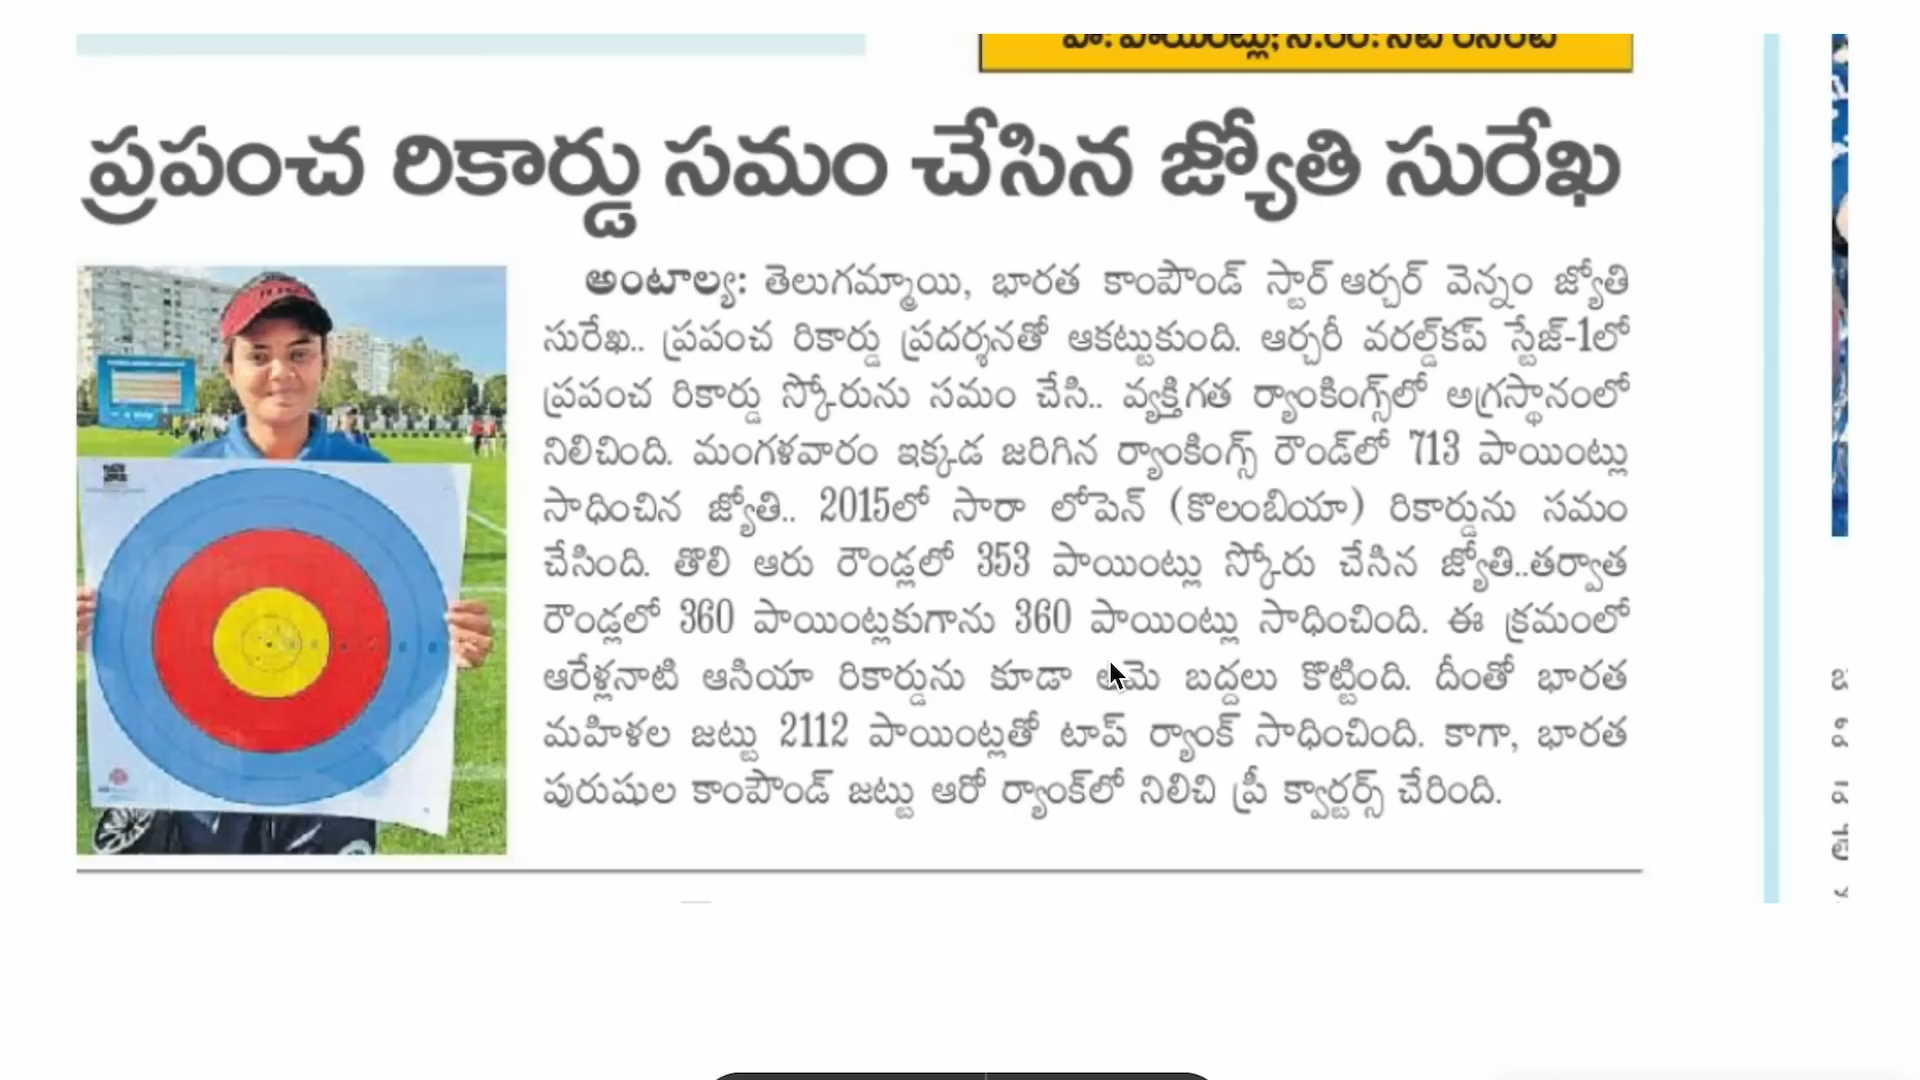 ప్రపంచ రికార్డు సమం చేసిన జ్యోతి సురేఖ
అంటాల్య: తెలుగమ్మాయి, భారత కాంపౌండ్ స్టార్ ఆర్చర్ వెన్నం జ్యోతి
సురేఖ.. ప్రపంచ రికార్డు ప్రదర్శనతో ఆకట్టుకుంది. ఆర్చరీ వరల్డ్‌కప్ స్టేజ్-1లో
ప్రపంచ రికార్డు స్కోరును సమం చేసి.. వ్యక్తిగత ర్యాంకింగ్స్‌లో అగ్రస్థానంలో
నిలిచింది. మంగళవారం ఇక్కడ జరిగిన ర్యాంకింగ్స్ రౌండ్‌లో 713 పాయింట్లు
సాధించిన జ్యోతి.. 2015లో సారా లోపెన్ (కొలంబియా) రికార్డును సమం
చేసింది. తొలి ఆరు రౌండ్లలో 353 పాయింట్లు స్కోరు చేసిన జ్యోతి..తర్వాత
రౌండ్లలో 360 పాయింట్లకుగాను 360 పాయింట్లు సాధించింది. ఈ క్రమంలో
ఆరేళ్లనాటి ఆసియా రికార్డును కూడా ఆమె బద్దలు కొట్టింది. దీంతో భారత
మహిళల జట్టు 2112 పాయింట్లతో టాప్ ర్యాంక్ సాధించింది. కాగా, భారత
పురుషుల కాంపౌండ్ జట్టు ఆరో ర్యాంక్‌లో నిలిచి ప్రీ క్వార్టర్స్ చేరింది.